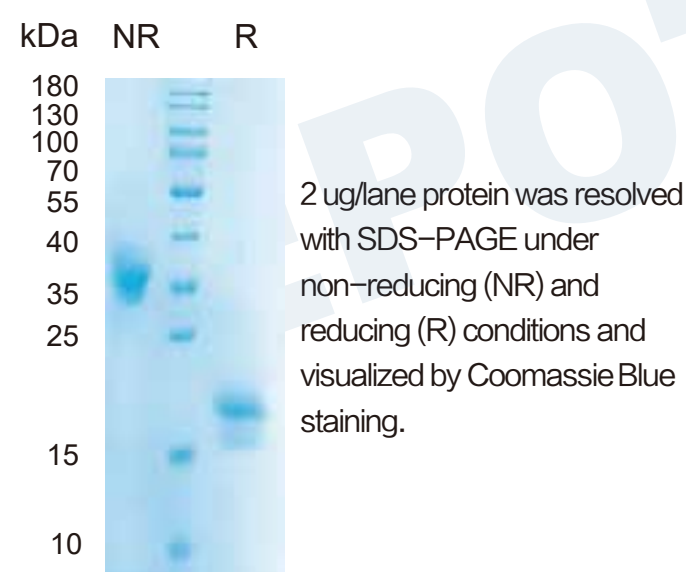 kDa NR R
180
130
100
70
55
40
35
25
15
10
2 ug/lane protein was resolved
with SDS-PAGE under
non-reducing (NR) and
reducing (R) conditions and
visualized by Coomassie Blue
staining.